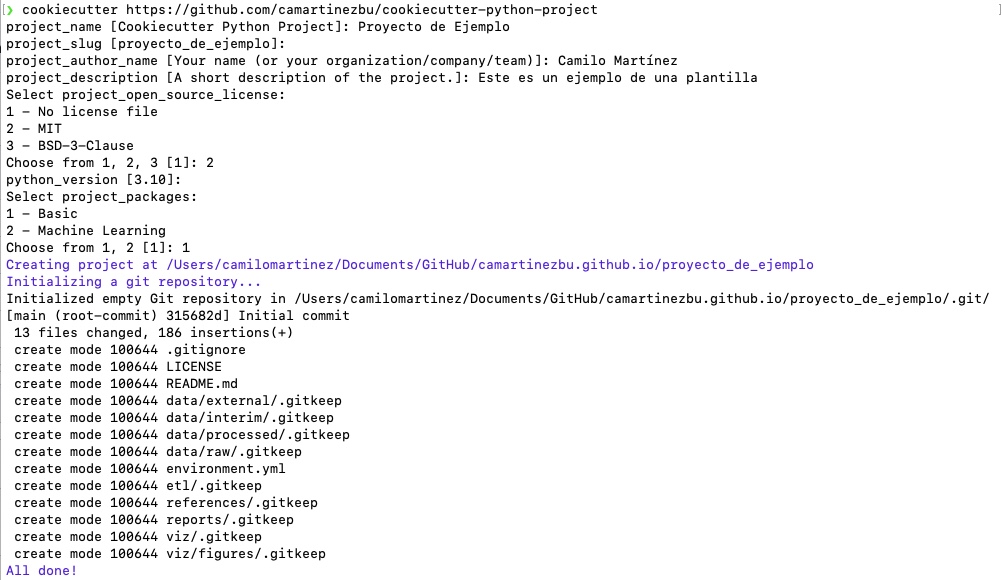 [❯ cookiecutter https://github.com/camartinezbu/cookiecutter-python-project ]
project_name [Cookiecutter Python Project]: Proyecto de Ejemplo
project_slug [proyecto_de_ejemplo]:
project_author_name [Your name (or your organization/company/team)]: Camilo Martínez
project_description [A short description of the project.]: Este es un ejemplo de una plantilla
Select project_open_source_license:
1 - No license file
2 - MIT
3 - BSD-3-Clause
Choose from 1, 2, 3 [1]: 2
python_version [3.10]:
Select project_packages:
1 - Basic
2 - Machine Learning
Choose from 1, 2 [1]: 1
Creating project at /Users/camilomartinez/Documents/GitHub/camartinezbu.github.io/proyecto_de_ejemplo
Initializing a git repository...
Initialized empty Git repository in /Users/camilomartinez/Documents/GitHub/camartinezbu.github.io/proyecto_de_ejemplo/.git/
[main (root-commit) 315682d] Initial commit
 13 files changed, 186 insertions(+)
 create mode 100644 .gitignore
 create mode 100644 LICENSE
 create mode 100644 README.md
 create mode 100644 data/external/.gitkeep
 create mode 100644 data/interim/.gitkeep
 create mode 100644 data/processed/.gitkeep
 create mode 100644 data/raw/.gitkeep
 create mode 100644 environment.yml
 create mode 100644 etl/.gitkeep
 create mode 100644 references/.gitkeep
 create mode 100644 reports/.gitkeep
 create mode 100644 viz/.gitkeep
 create mode 100644 viz/figures/.gitkeep
All done!